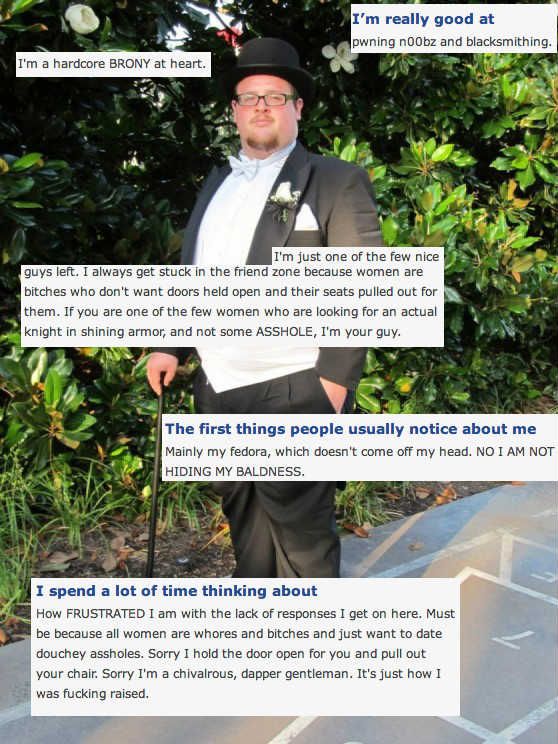 I'm really good at
pwning n00bz and blacksmithing.
I'm a hardcore BRONY at heart.
I'm just one of the few nice
guys left. I always get stuck in the friend zone because women are
bitches who don't want doors held open and their seats pulled out for
them. If you are one of the few women who are looking for an actual
knight in shining armor, and not some ASSHOLE, I'm your guy.
The first things people usually notice about me
Mainly my fedora, which doesn't come off my head. NO I AM NOT
HIDING MY BALDNESS.
I spend a lot of time thinking about
How FRUSTRATED I am with the lack of responses I get on here. Must
be because all women are whores and bitches and just want to date
douchey assholes. Sorry I hold the door open for you and pull out
your chair. Sorry I'm a chivalrous, dapper gentleman. It's just how I
was fucking raised.